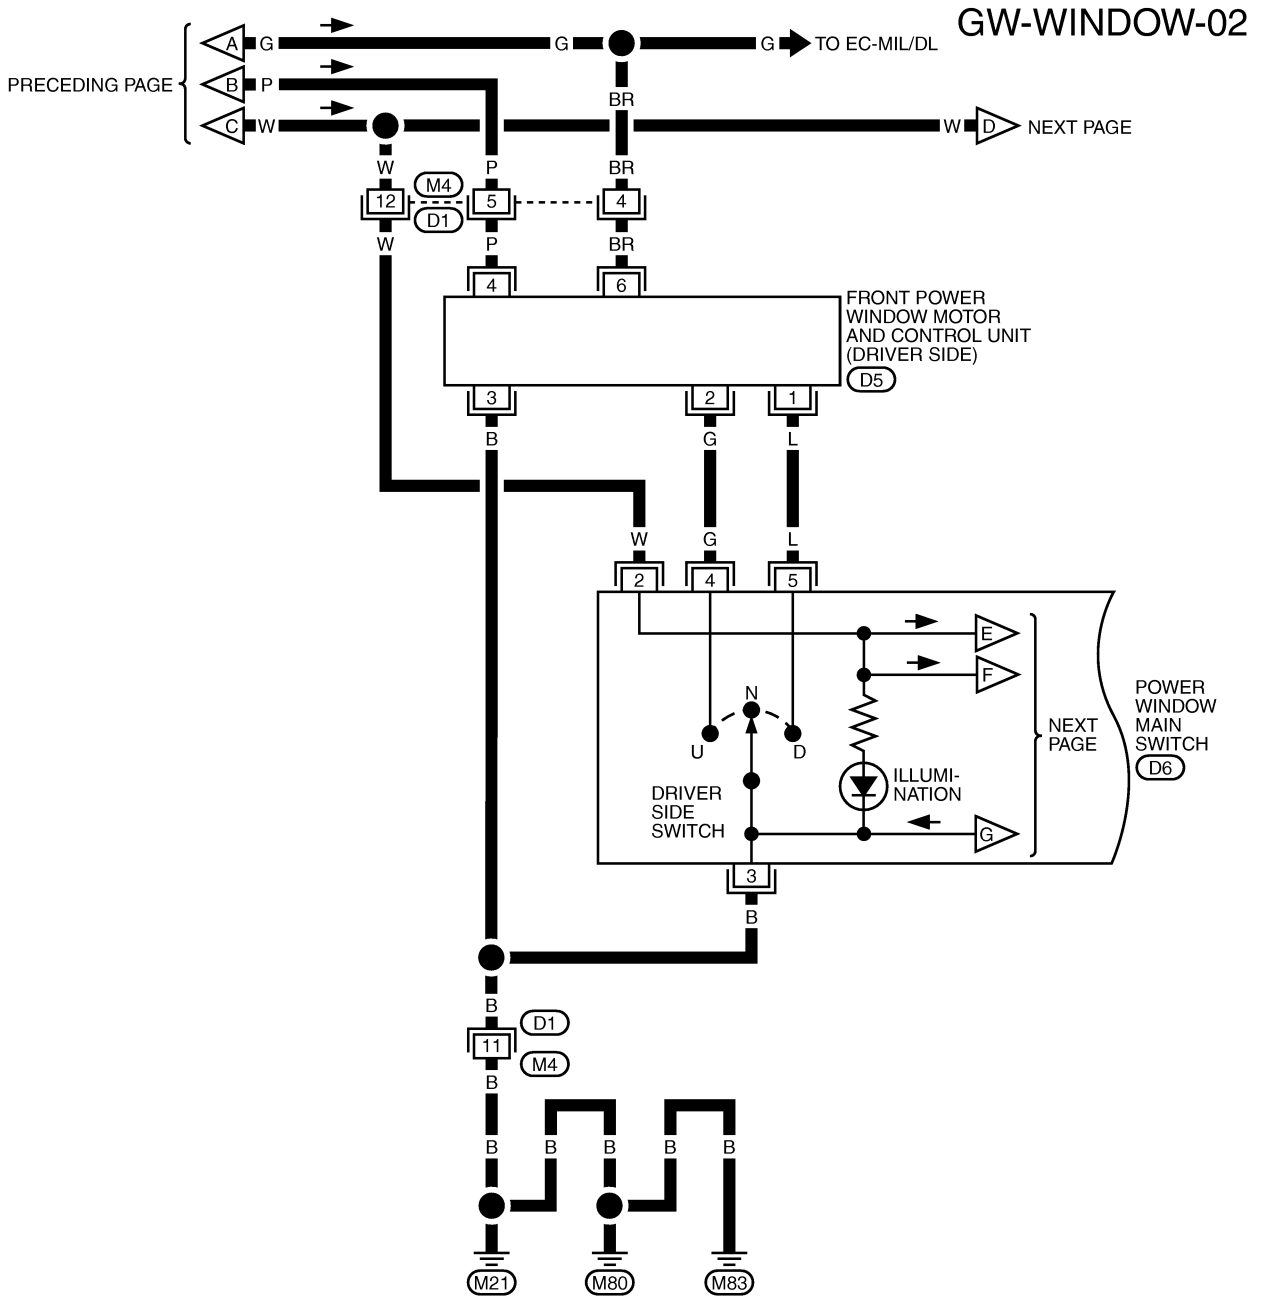 GW-WINDOW-02
PRECEDING PAGE
A G G G TO EC-MIL/DL
B P
BR
C W W D NEXT PAGE
W P BR
M4
12 5 4
D1
W P BR
4 6
FRONT POWER
WINDOW MOTOR
AND CONTROL UNIT
(DRIVER SIDE)
D5
3 2 1
B G L
W G L
2 4 5
E
F
N
U D
NEXT
PAGE
POWER
WINDOW
MAIN
SWITCH
D6
ILLUMI-
NATION
DRIVER
SIDE
SWITCH
G
3
B
B
D1
11
M4
B
B B B B B
M21 M80 M83